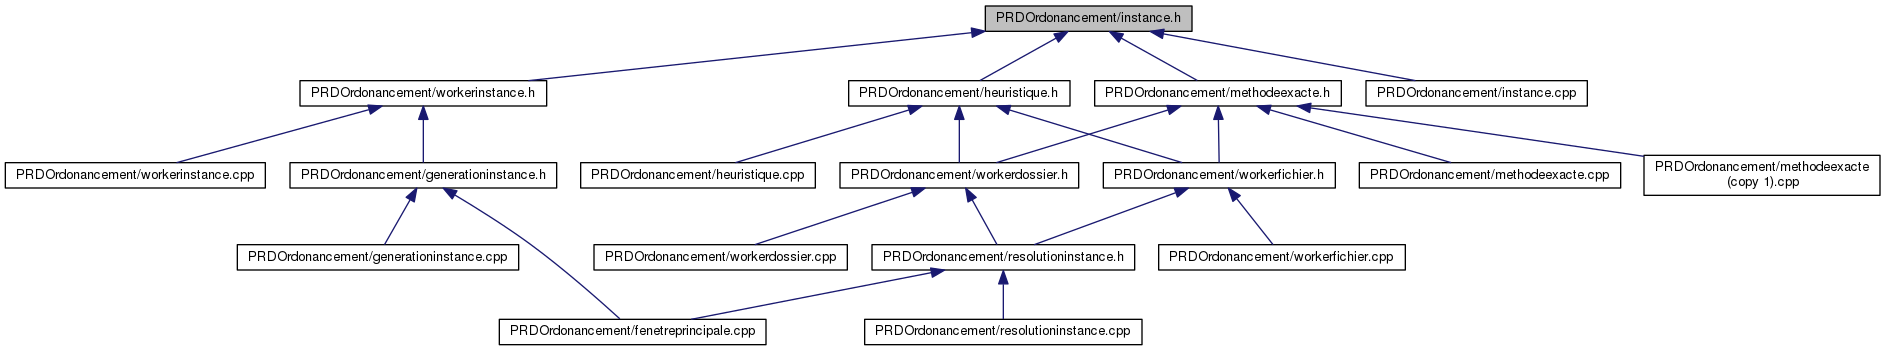 PRDOrdonancement/instance.h
PRDOrdonancement/workerinstance.h
PRDOrdonancement/heuristique.h
PRDOrdonancement/methodeexacte.h
PRDOrdonancement/instance.cpp
PRDOrdonancement/workerinstance.cpp
PRDOrdonancement/generationinstance.h
PRDOrdonancement/heuristique.cpp
PRDOrdonancement/workerdossier.h
PRDOrdonancement/workerfichier.h
PRDOrdonancement/methodeexacte.cpp
PRDOrdonancement/methodeexacte
(copy 1).cpp
PRDOrdonancement/generationinstance.cpp
PRDOrdonancement/workerdossier.cpp
PRDOrdonancement/resolutioninstance.h
PRDOrdonancement/workerfichier.cpp
PRDOrdonancement/fenetreprincipale.cpp
PRDOrdonancement/resolutioninstance.cpp